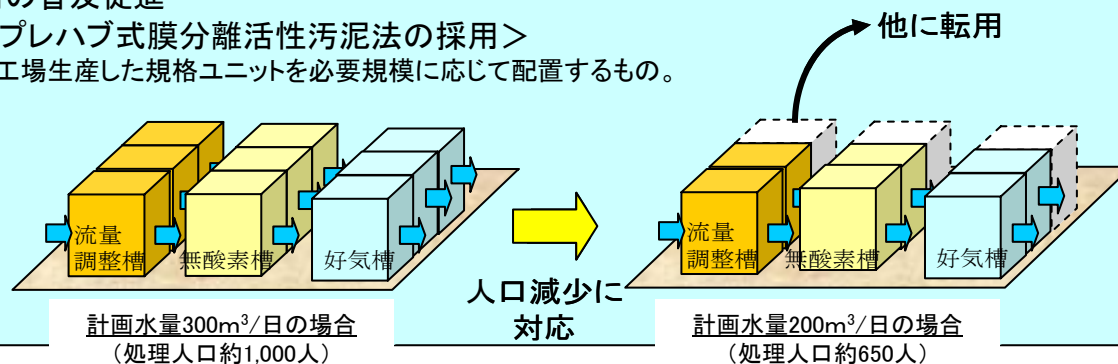 の普及促進
プレハブ式膜分離活性汚泥法の採用＞
工場生産した規格ユニットを必要規模に応じて配置するもの。
他に転用
流量
調整槽
無酸素槽
好気槽
人口減少に
対応
流量
調整槽
無酸素槽
好気槽
計画水量300m³/日の場合
（処理人口約1,000人）
計画水量200m³/日の場合
（処理人口約650人）